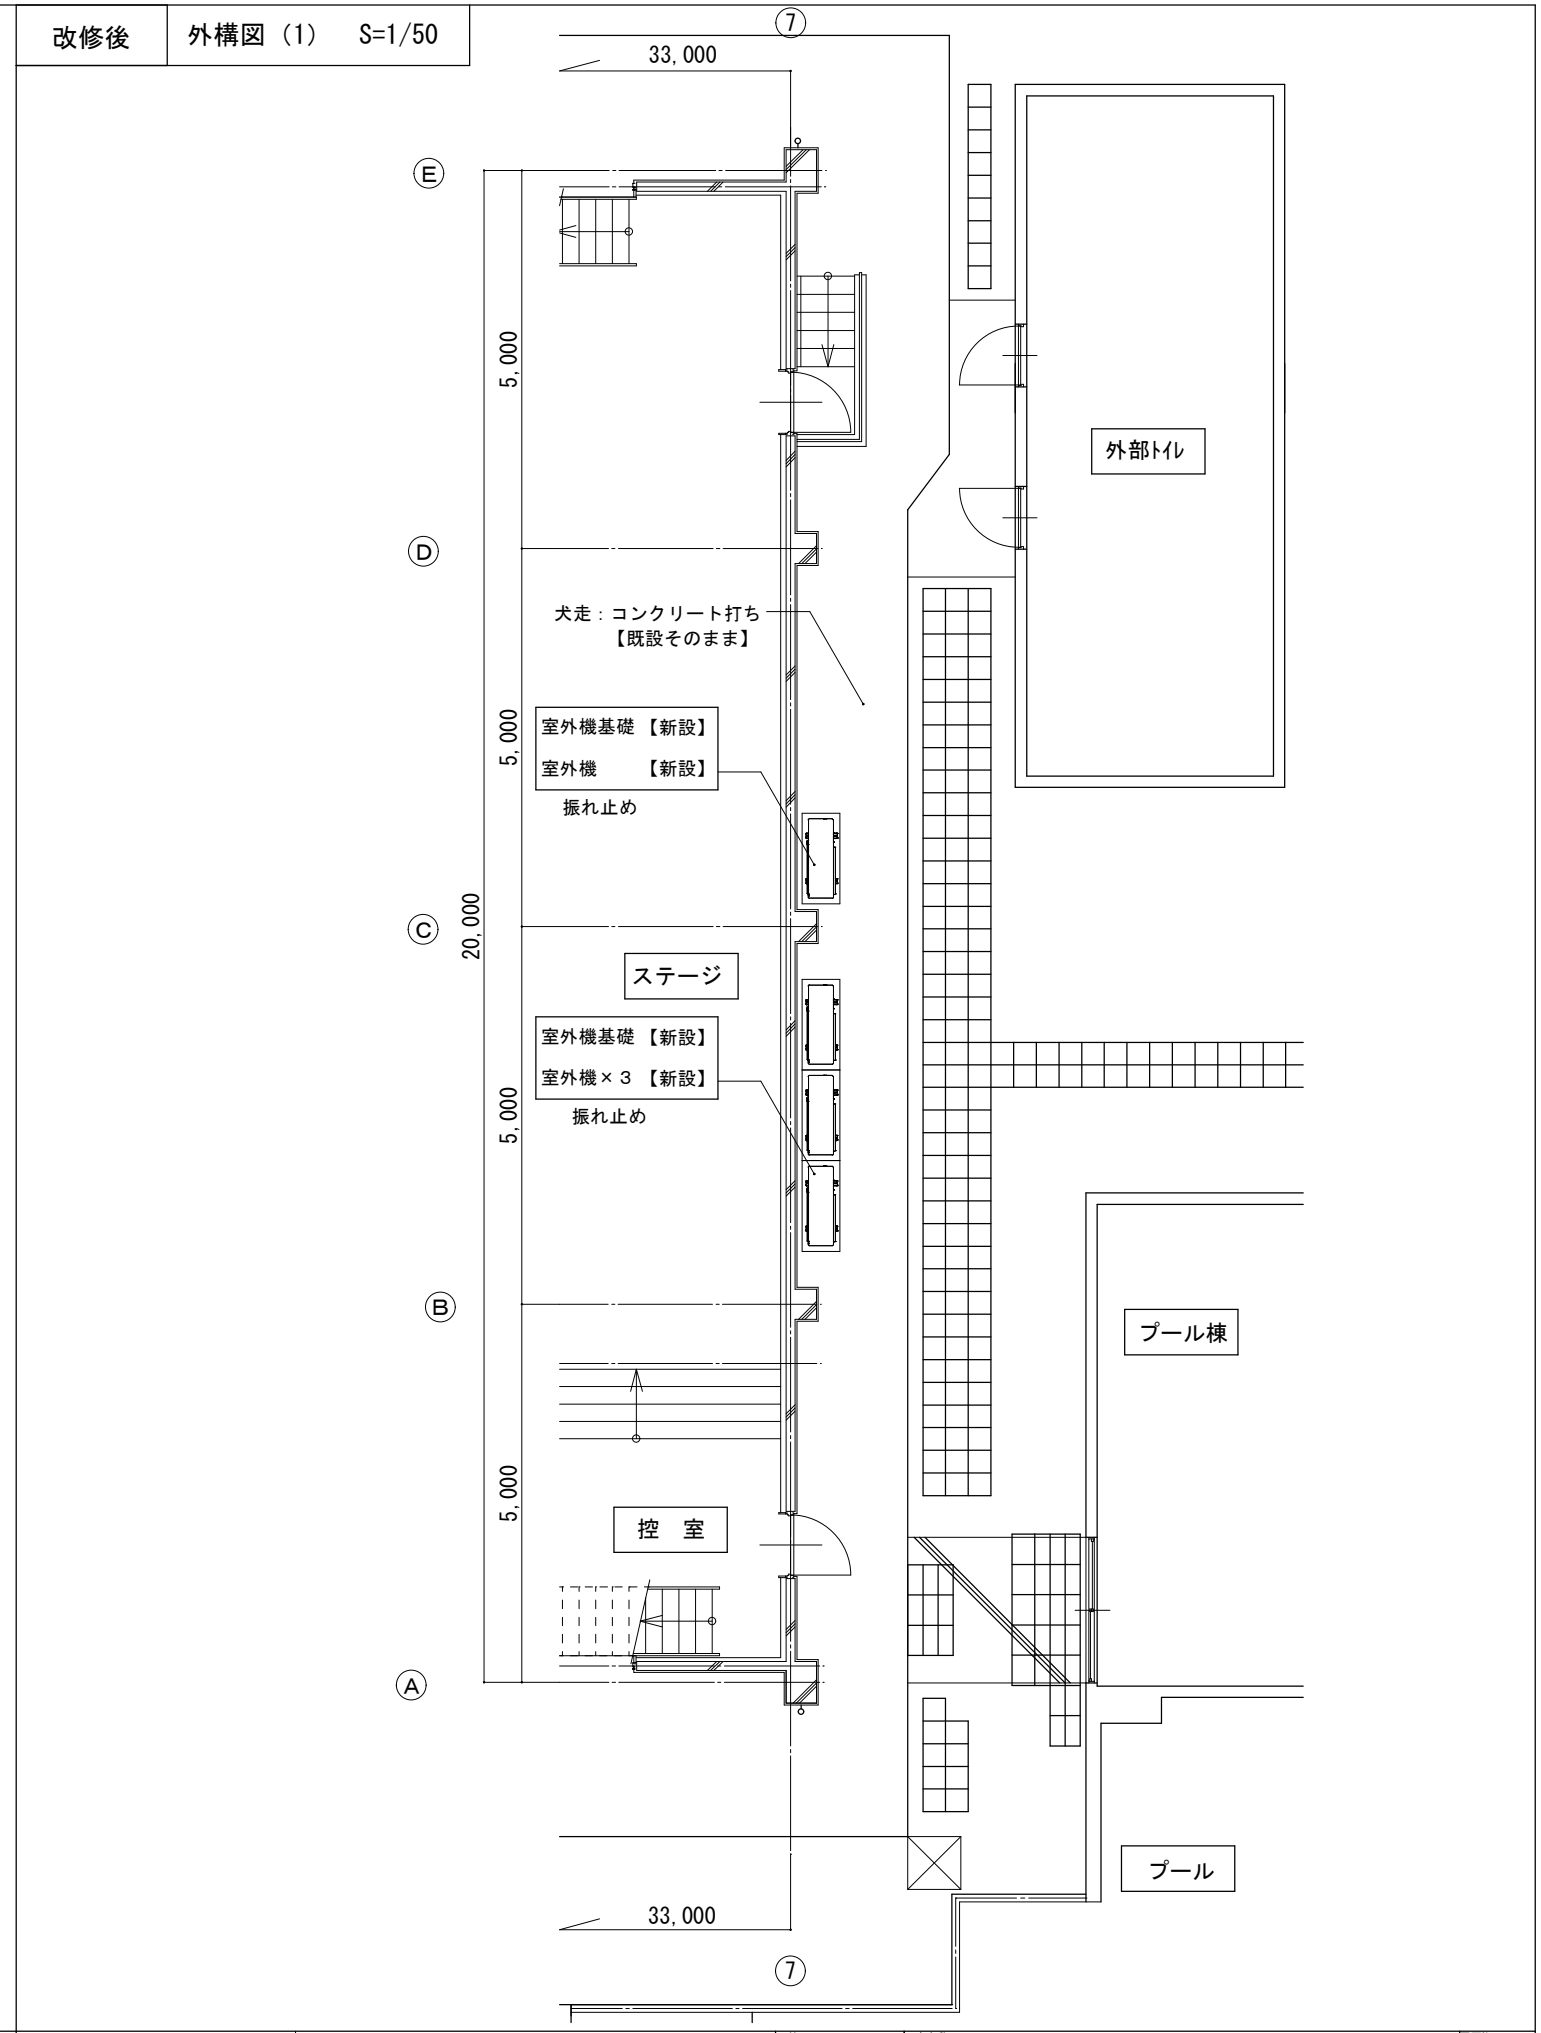 改修後
外構図（1）　S=1/50
7
33,000
E
5,000
外部ﾄｲﾚ
D
犬走：コンクリート打ち
【既設そのまま】
5,000
室外機基礎 【新設】
室外機 【新設】
振れ止め
20,000
C
ステージ
室外機基礎 【新設】
室外機×３ 【新設】
振れ止め
5,000
B
プール棟
5,000
控　室
A
プール
33,000
7